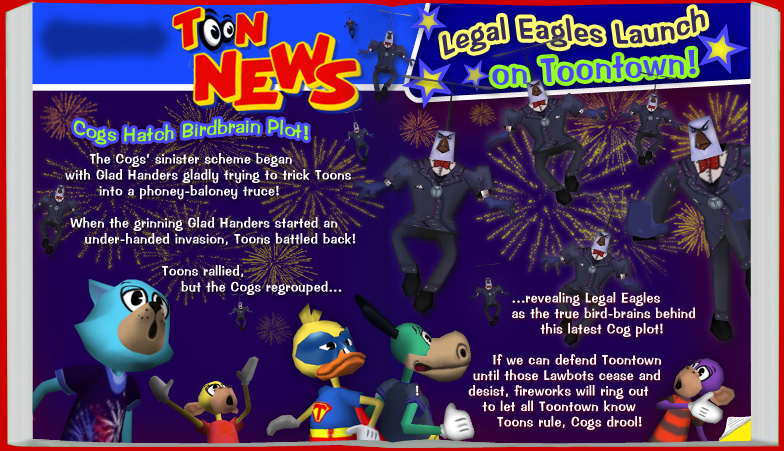 TOON
NEWS
Cogs Hatch Birdbrain Plot!
The Cogs' sinister scheme began
with Glad Handers gladly trying to trick Toons
into a phoney-baloney truce!
When the grinning Glad Handers started an
under-handed invasion, Toons battled back!
Toons rallied,
but the Cogs regrouped...
Legal Eagles Launch
on Toontown!
...revealing Legal Eagles
as the true bird-brains behind
this latest Cog plot!
If we can defend Toontown
until those Lawbots cease and
desist, fireworks will ring out
to let all Toontown know
Toons rule, Cogs drool!
T